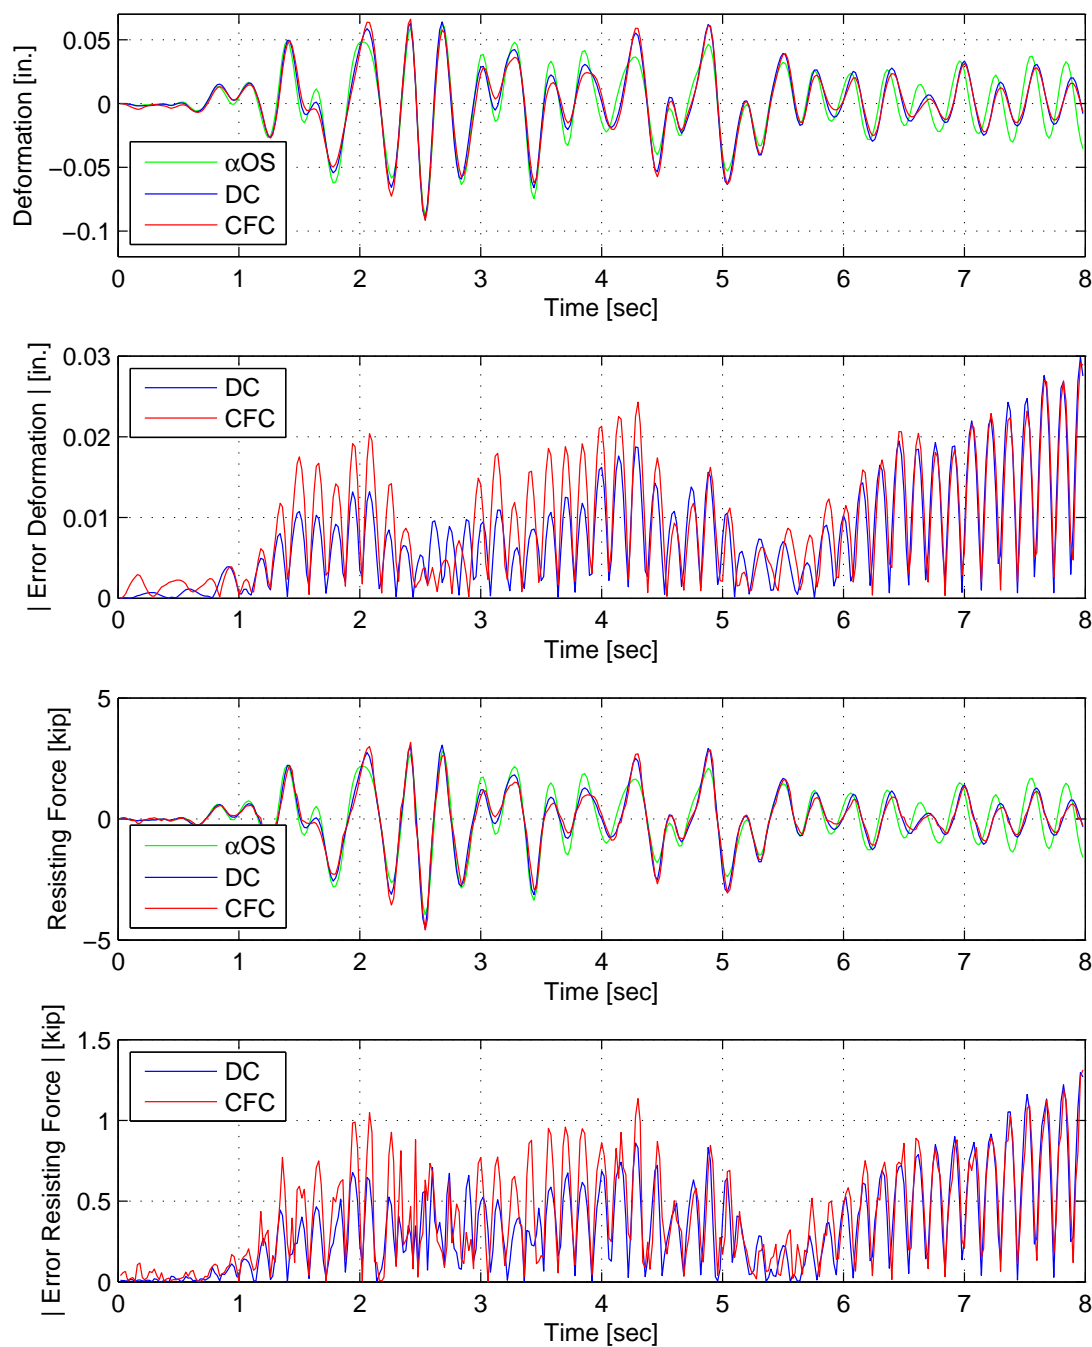 Deformation [in.]
0.05
0
−0.05
−0.1
αOS
DC
CFC
0 1 2 3 4 5 6 7 8
Time [sec]
| Error Deformation | [in.]
0.03
0.02
0.01
0
DC
CFC
0 1 2 3 4 5 6 7 8
Time [sec]
Resisting Force [kip]
5
0
−5
αOS
DC
CFC
0 1 2 3 4 5 6 7 8
Time [sec]
| Error Resisting Force | [kip]
1.5
1
0.5
0
DC
CFC
0 1 2 3 4 5 6 7 8
Time [sec]